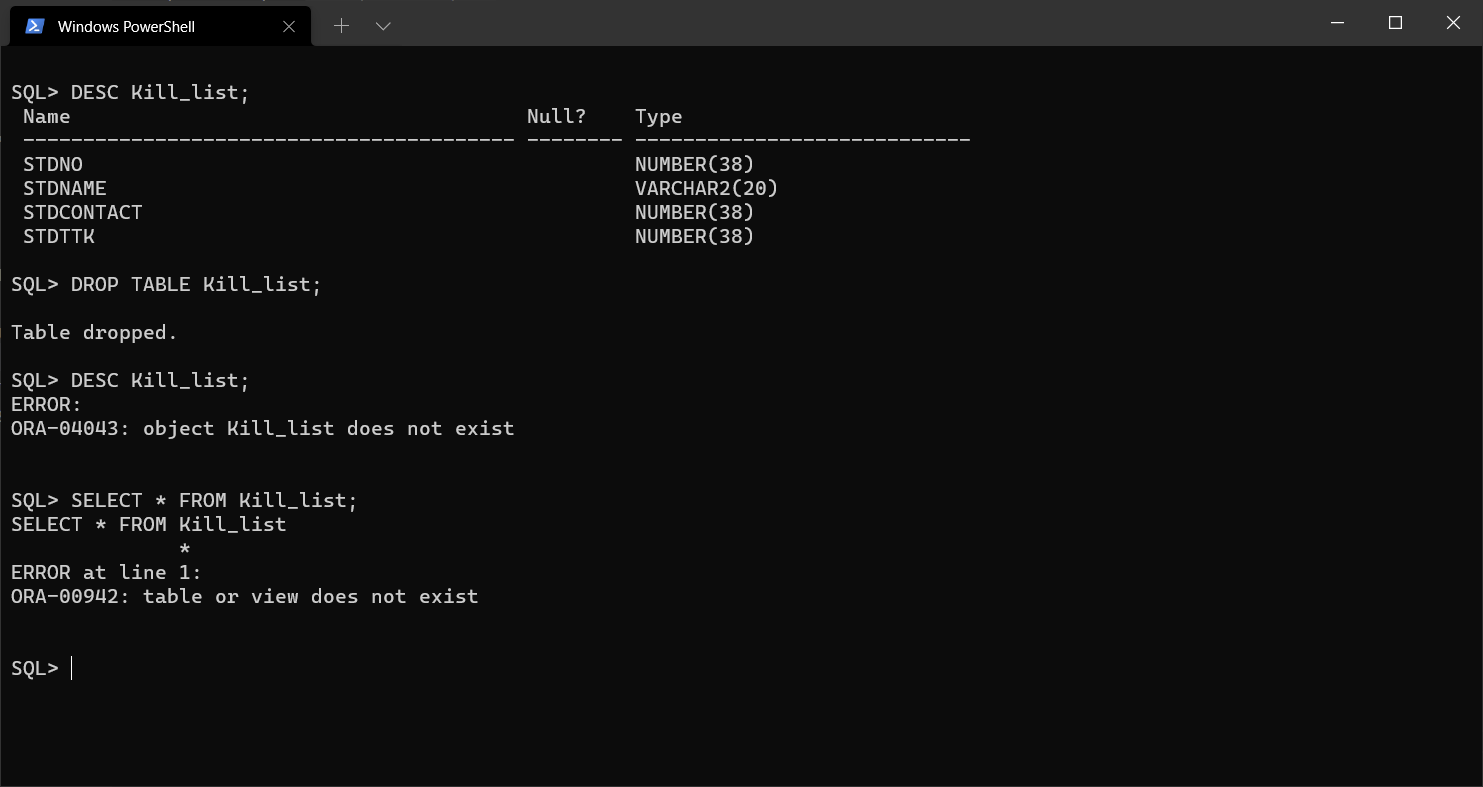 Windows PowerShell
SQL> DESC Kill_list;
Name Null? Type
----------------------------------------- -------- ----------------------------
STDNO NUMBER(38)
STDNAME VARCHAR2(20)
STDCONTACT NUMBER(38)
STDTTK NUMBER(38)
SQL> DROP TABLE Kill_list;
Table dropped.
SQL> DESC Kill_list;
ERROR:
ORA-04043: object Kill_list does not exist
SQL> SELECT * FROM Kill_list;
SELECT * FROM Kill_list
*
ERROR at line 1:
ORA-00942: table or view does not exist
SQL>